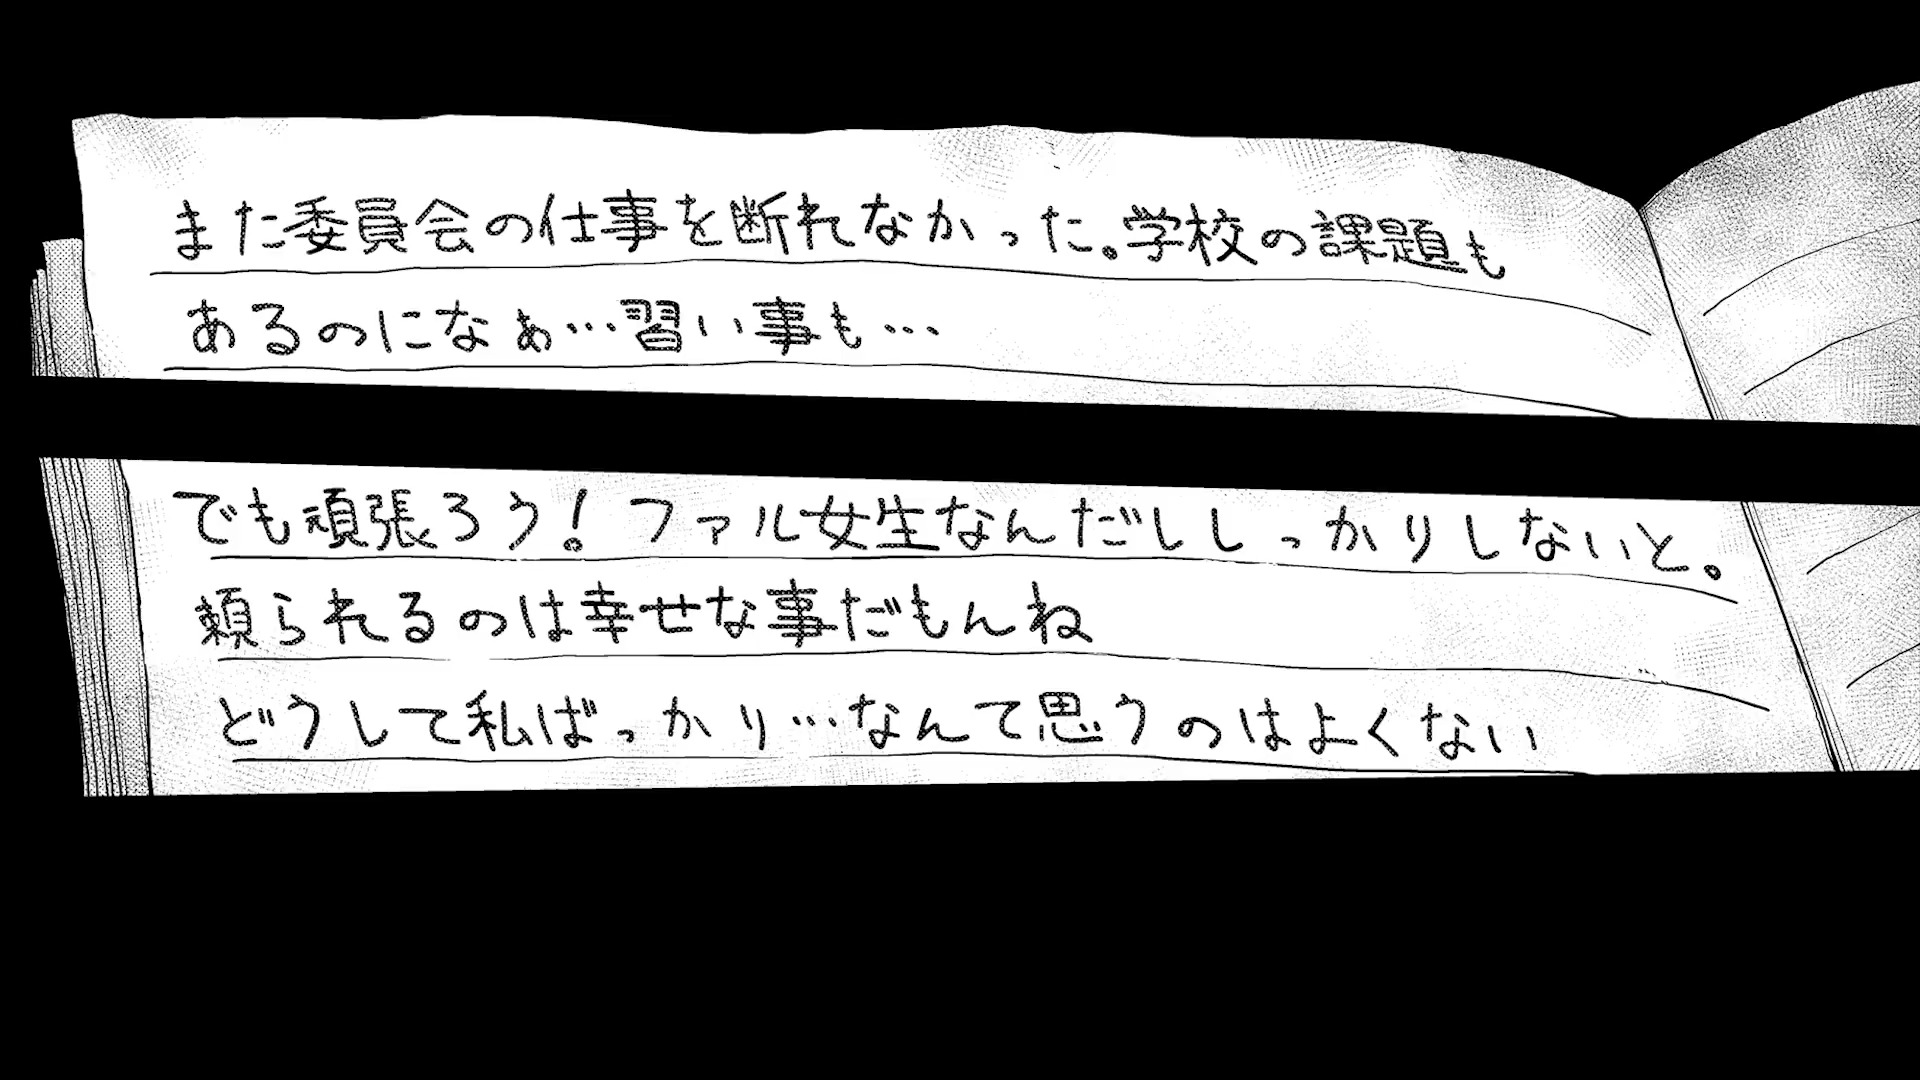 また委員会の仕事を断れなかった。学校の課題も
あるのになぁ…習い事も…
でも頑張ろう!ファル女生なんだししっかりしないと。
頼られるのは幸せな事だもんね
どうして私ばっかり…なんて思うのはよくない